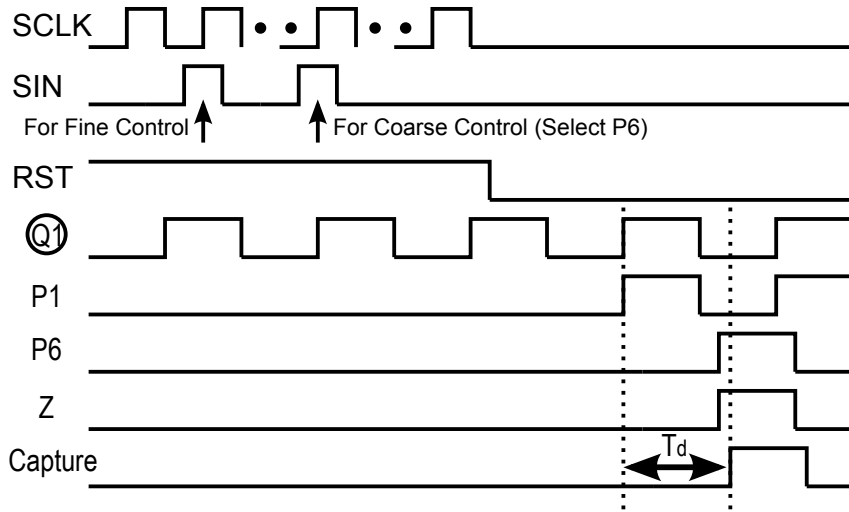 SCLK
SIN
For Fine Control
For Coarse Control (Select P6)
RST
Q1
P1
P6
Z
Td
Capture